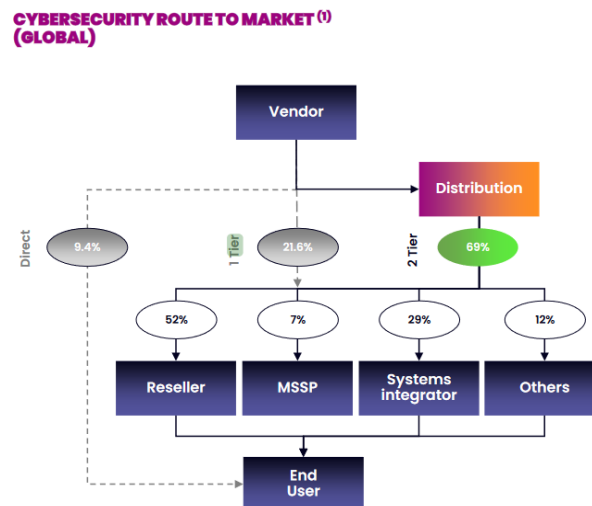 CYBERSECURITY ROUTE TO MARKET (1)
(GLOBAL)
Vendor
Distribution
Direct
9.4%
1 Tier
21.6%
2 Tier
69%
52%
7%
29%
12%
Reseller
MSSP
Systems
integrator
Others
End
User